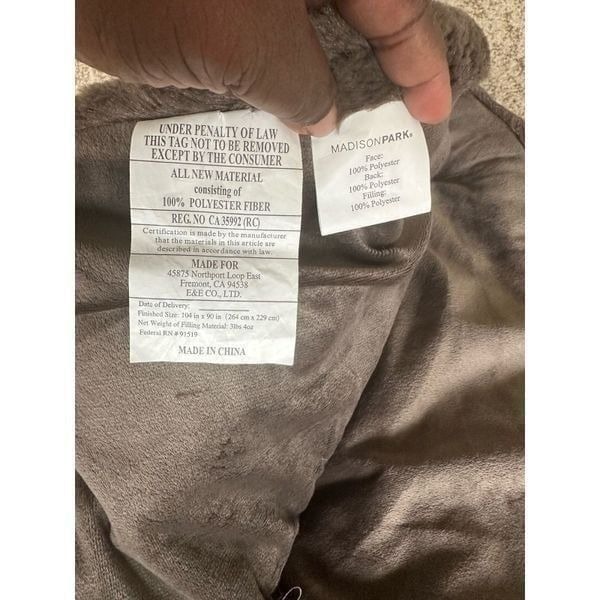 UNDER PENALTY OF LAW
THIS TAG NOT TO BE REMOVED
EXCEPT BY THE CONSUMER
ALL NEW MATERIAL
consisting of
100% POLYESTER FIBER
REG. NO CA 35992 (RC)
Certification is made by the manufacturer
that the materials in this article are
described in accordance with law.
MADE FOR
45875 Northport Loop East
Fremont, CA 94538
E&E CO., LTD.
Date of Delivery:
Finished Size: 104 in x 90 in (264 cm x 229 cm)
Net Weight of Filling Material: 3lbs 4oz
Federal RN # 91519
MADE IN CHINA
MADISONPARK®
Face:
100% Polyester
Back:
100% Polyester
Filling:
100% Polyester